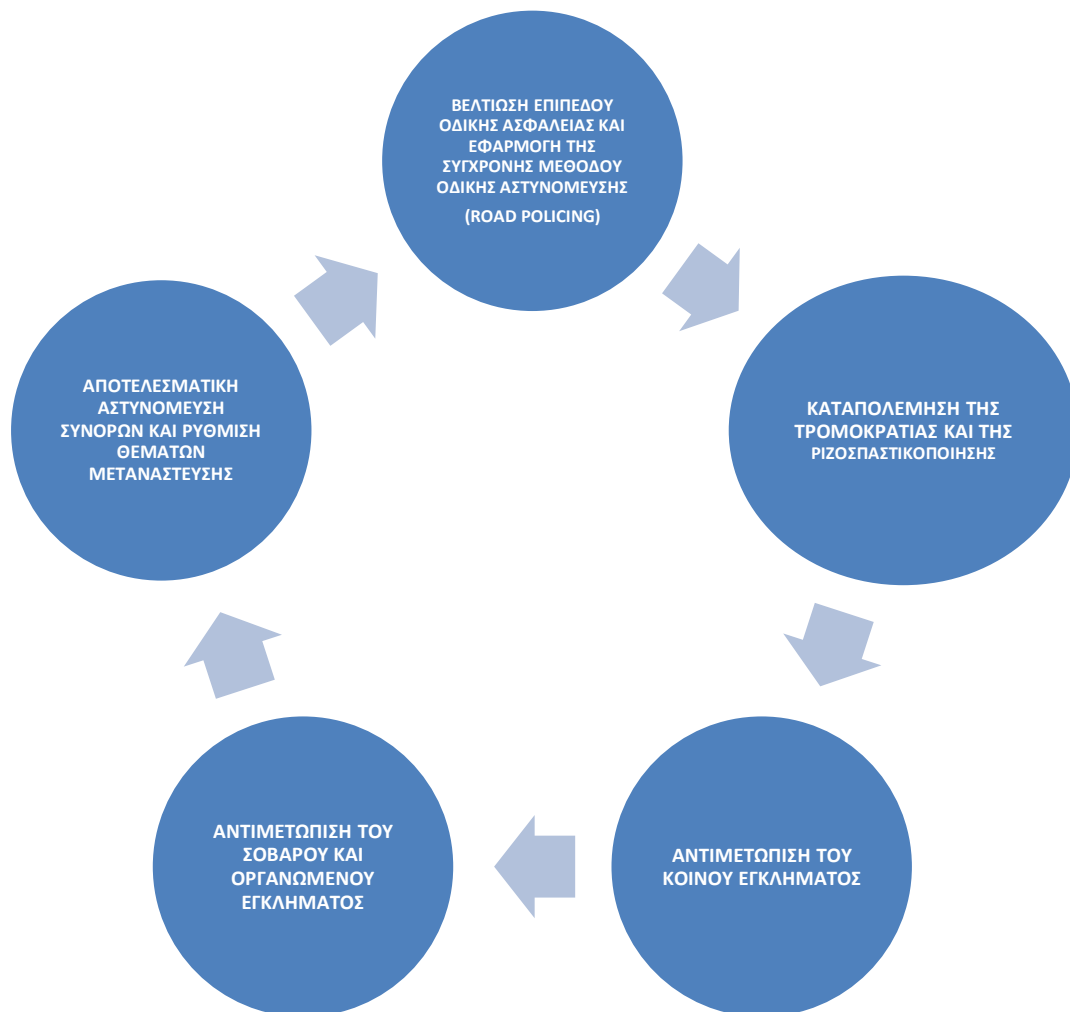 ΒΕΛΤΙΩΣΗ ΕΠΙΠΕΔΟΥ
ΟΔΙΚΗΣ ΑΣΦΑΛΕΙΑΣ ΚΑΙ
ΕΦΑΡΜΟΓΗ ΤΗΣ
ΣΥΓΧΡΟΝΗΣ ΜΕΘΟΔΟΥ
ΟΔΙΚΗΣ ΑΣΤΥΝΟΜΕΥΣΗΣ
(ROAD POLICING)
ΚΑΤΑΠΟΛΕΜΗΣΗ ΤΗΣ
ΤΡΟΜΟΚΡΑΤΙΑΣ ΚΑΙ ΤΗΣ
ΡΙΖΟΣΠΑΣΤΙΚΟΠΟΙΗΣΗΣ
ΑΝΤΙΜΕΤΩΠΙΣΗ ΤΟΥ
ΚΟΙΝΟΥ ΕΓΚΛΗΜΑΤΟΣ
ΑΝΤΙΜΕΤΩΠΙΣΗ ΤΟΥ
ΣΟΒΑΡΟΥ ΚΑΙ
ΟΡΓΑΝΩΜΕΝΟΥ
ΕΓΚΛΗΜΑΤΟΣ
ΑΠΟΤΕΛΕΣΜΑΤΙΚΗ
ΑΣΤΥΝΟΜΕΥΣΗ
ΣΥΝΟΡΩΝ ΚΑΙ ΡΥΘΜΙΣΗ
ΘΕΜΑΤΩΝ
ΜΕΤΑΝΑΣΤΕΥΣΗΣ